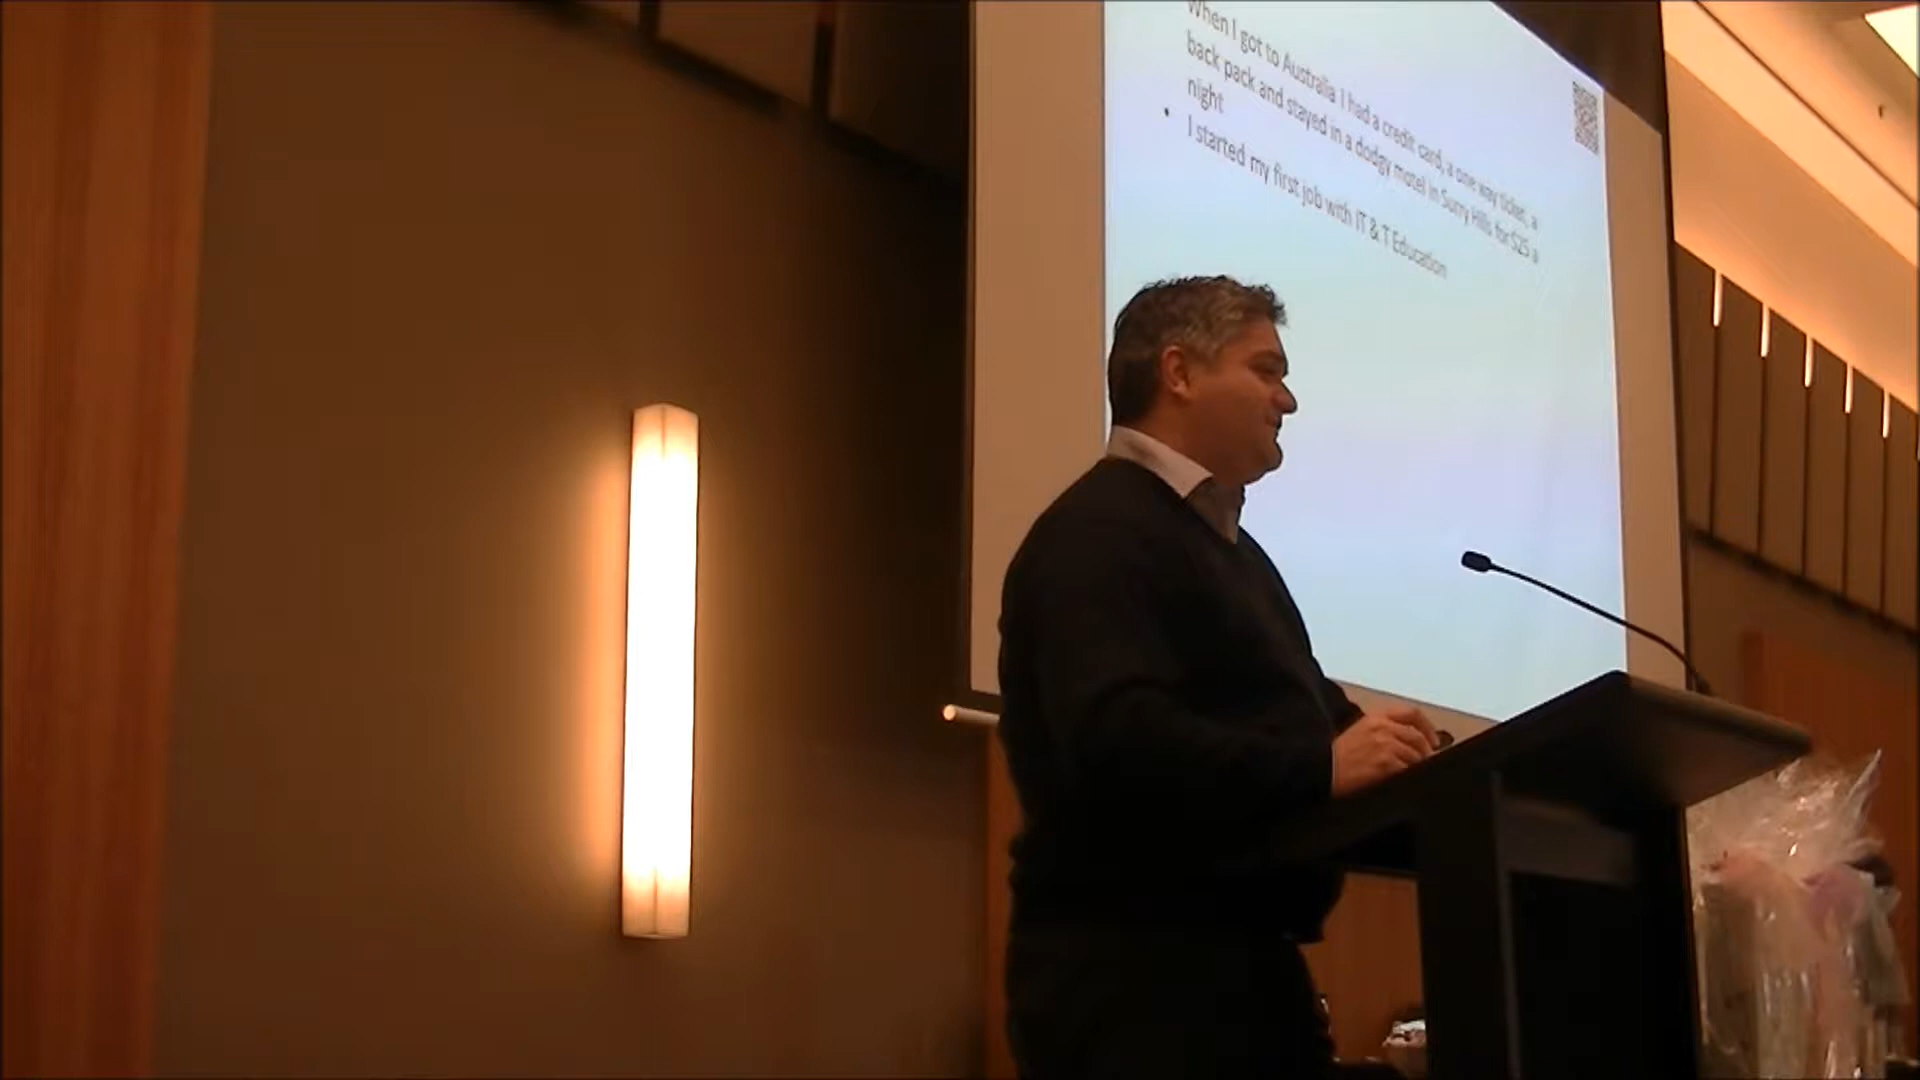 When I got to Australia I had a credit card, a one way ticket, a
back pack and stayed in a dodgy motel in Surry Hills for $25 a
night
• I started my first job with IT & T Education